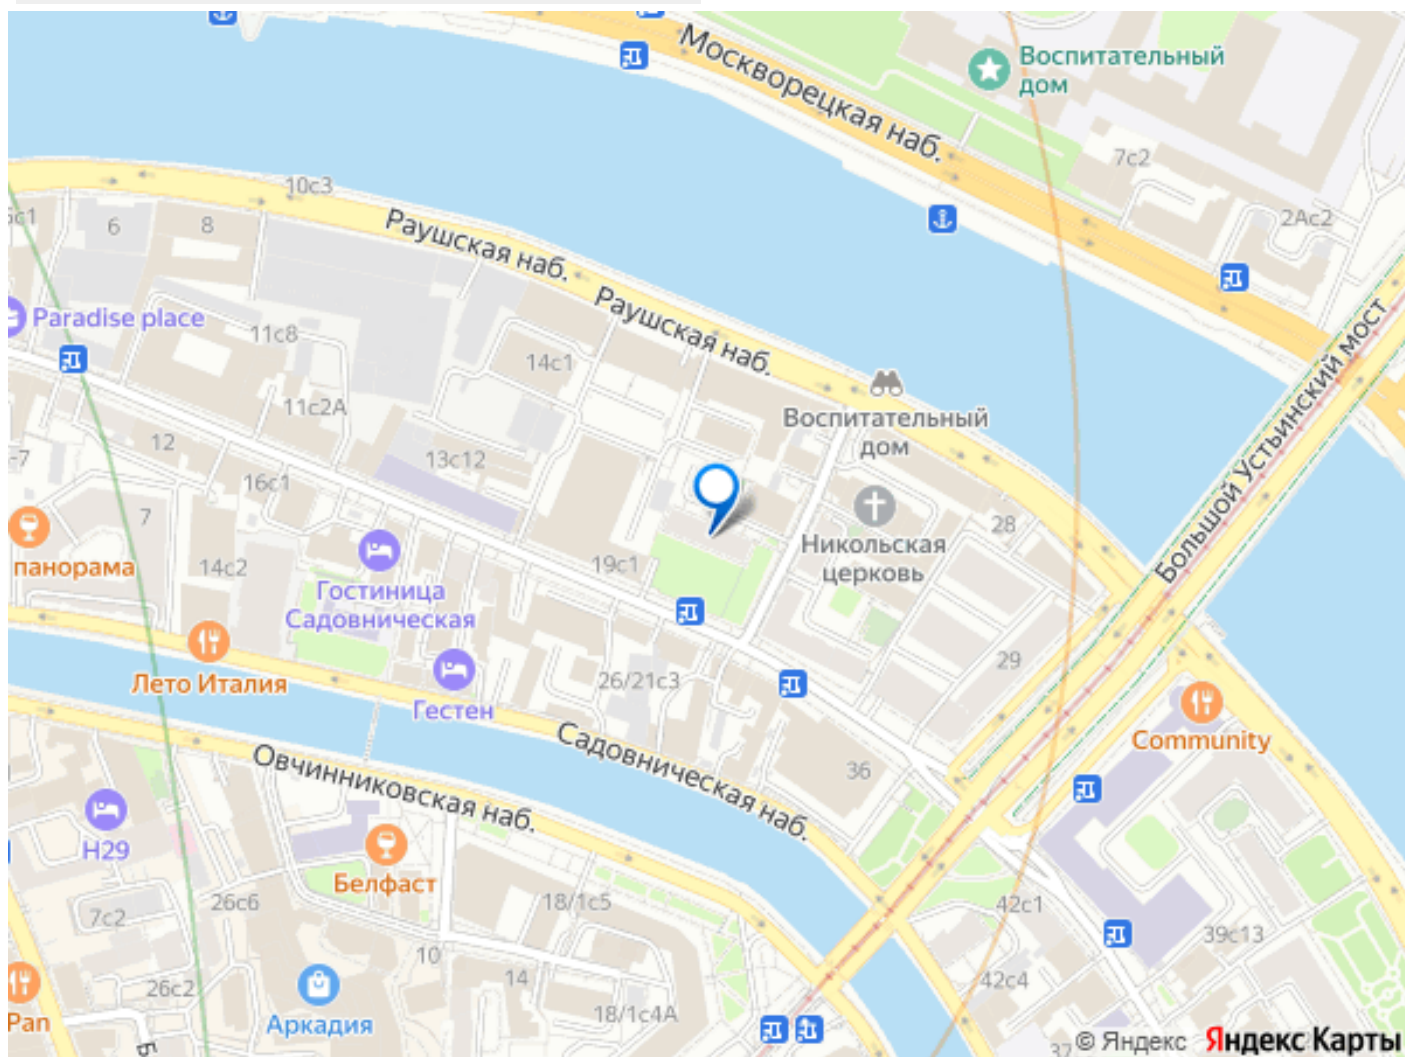 Москворецкая наб.
Воспитательный
дом
7с2
2Ас2
10с3
6
8
Раушская наб.
Раушская наб.
Paradise place
11с8
14с1
11с2А
Большой Устьинский мост
Воспитательный
дом
12
13с12
16с1
-7
7
28
панорама
14с2
19с1
Никольская
церковь
Гостиница
Садовническая
29
Лето Италия
26/21с3
Гестен
Садовническая наб.
Community
36
Овчинниковская наб.
Н29
Белфаст
7с2
26с6
18/1с5
42с1
39с13
10
14
26с2
42с4
Pan
Аркадия
18/1с4А
37
© Яндекс Яндекс Карты